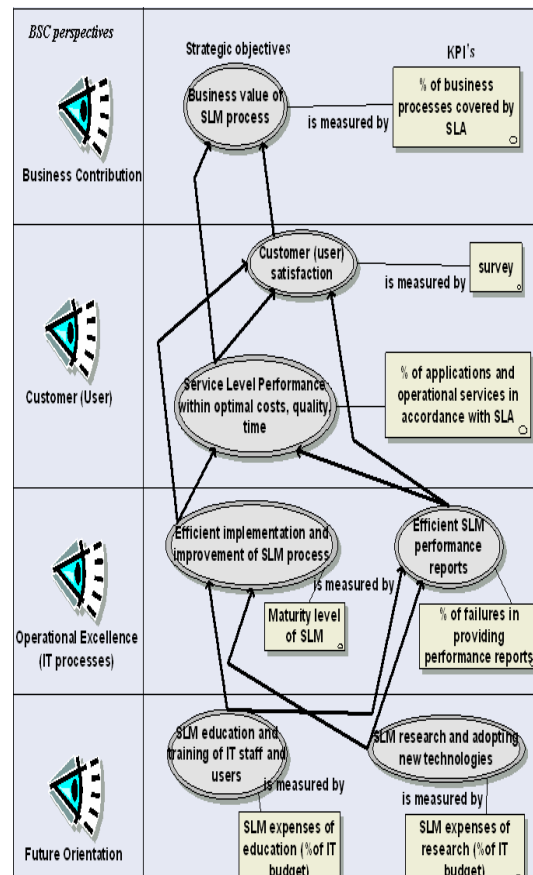 BSC perspectives
Strategic objectives
KPI's
Business value of
SLM process
is measured by
% of business
processes covered by
SLA
Business Contribution
Customer (user)
satisfaction
is measured by
survey
Customer (User)
Service Level Performance
within optimal costs, quality,
time
% of applications and
operational services in
accordance with SLA
Operational Excellence
(IT processes)
Efficient implementation and
improvement of SLM process
is measured by
Maturity level
of SLM
Efficient SLM
performance
reports
% of failures in
providing
performance reports
Future Orientation
SLM education and
training of IT staff and
users
is measured by
SLM expenses of
education (%of IT
budget)
SLM research and adopting
new technologies
is measured by
SLM expenses of
research (% of IT
budget)